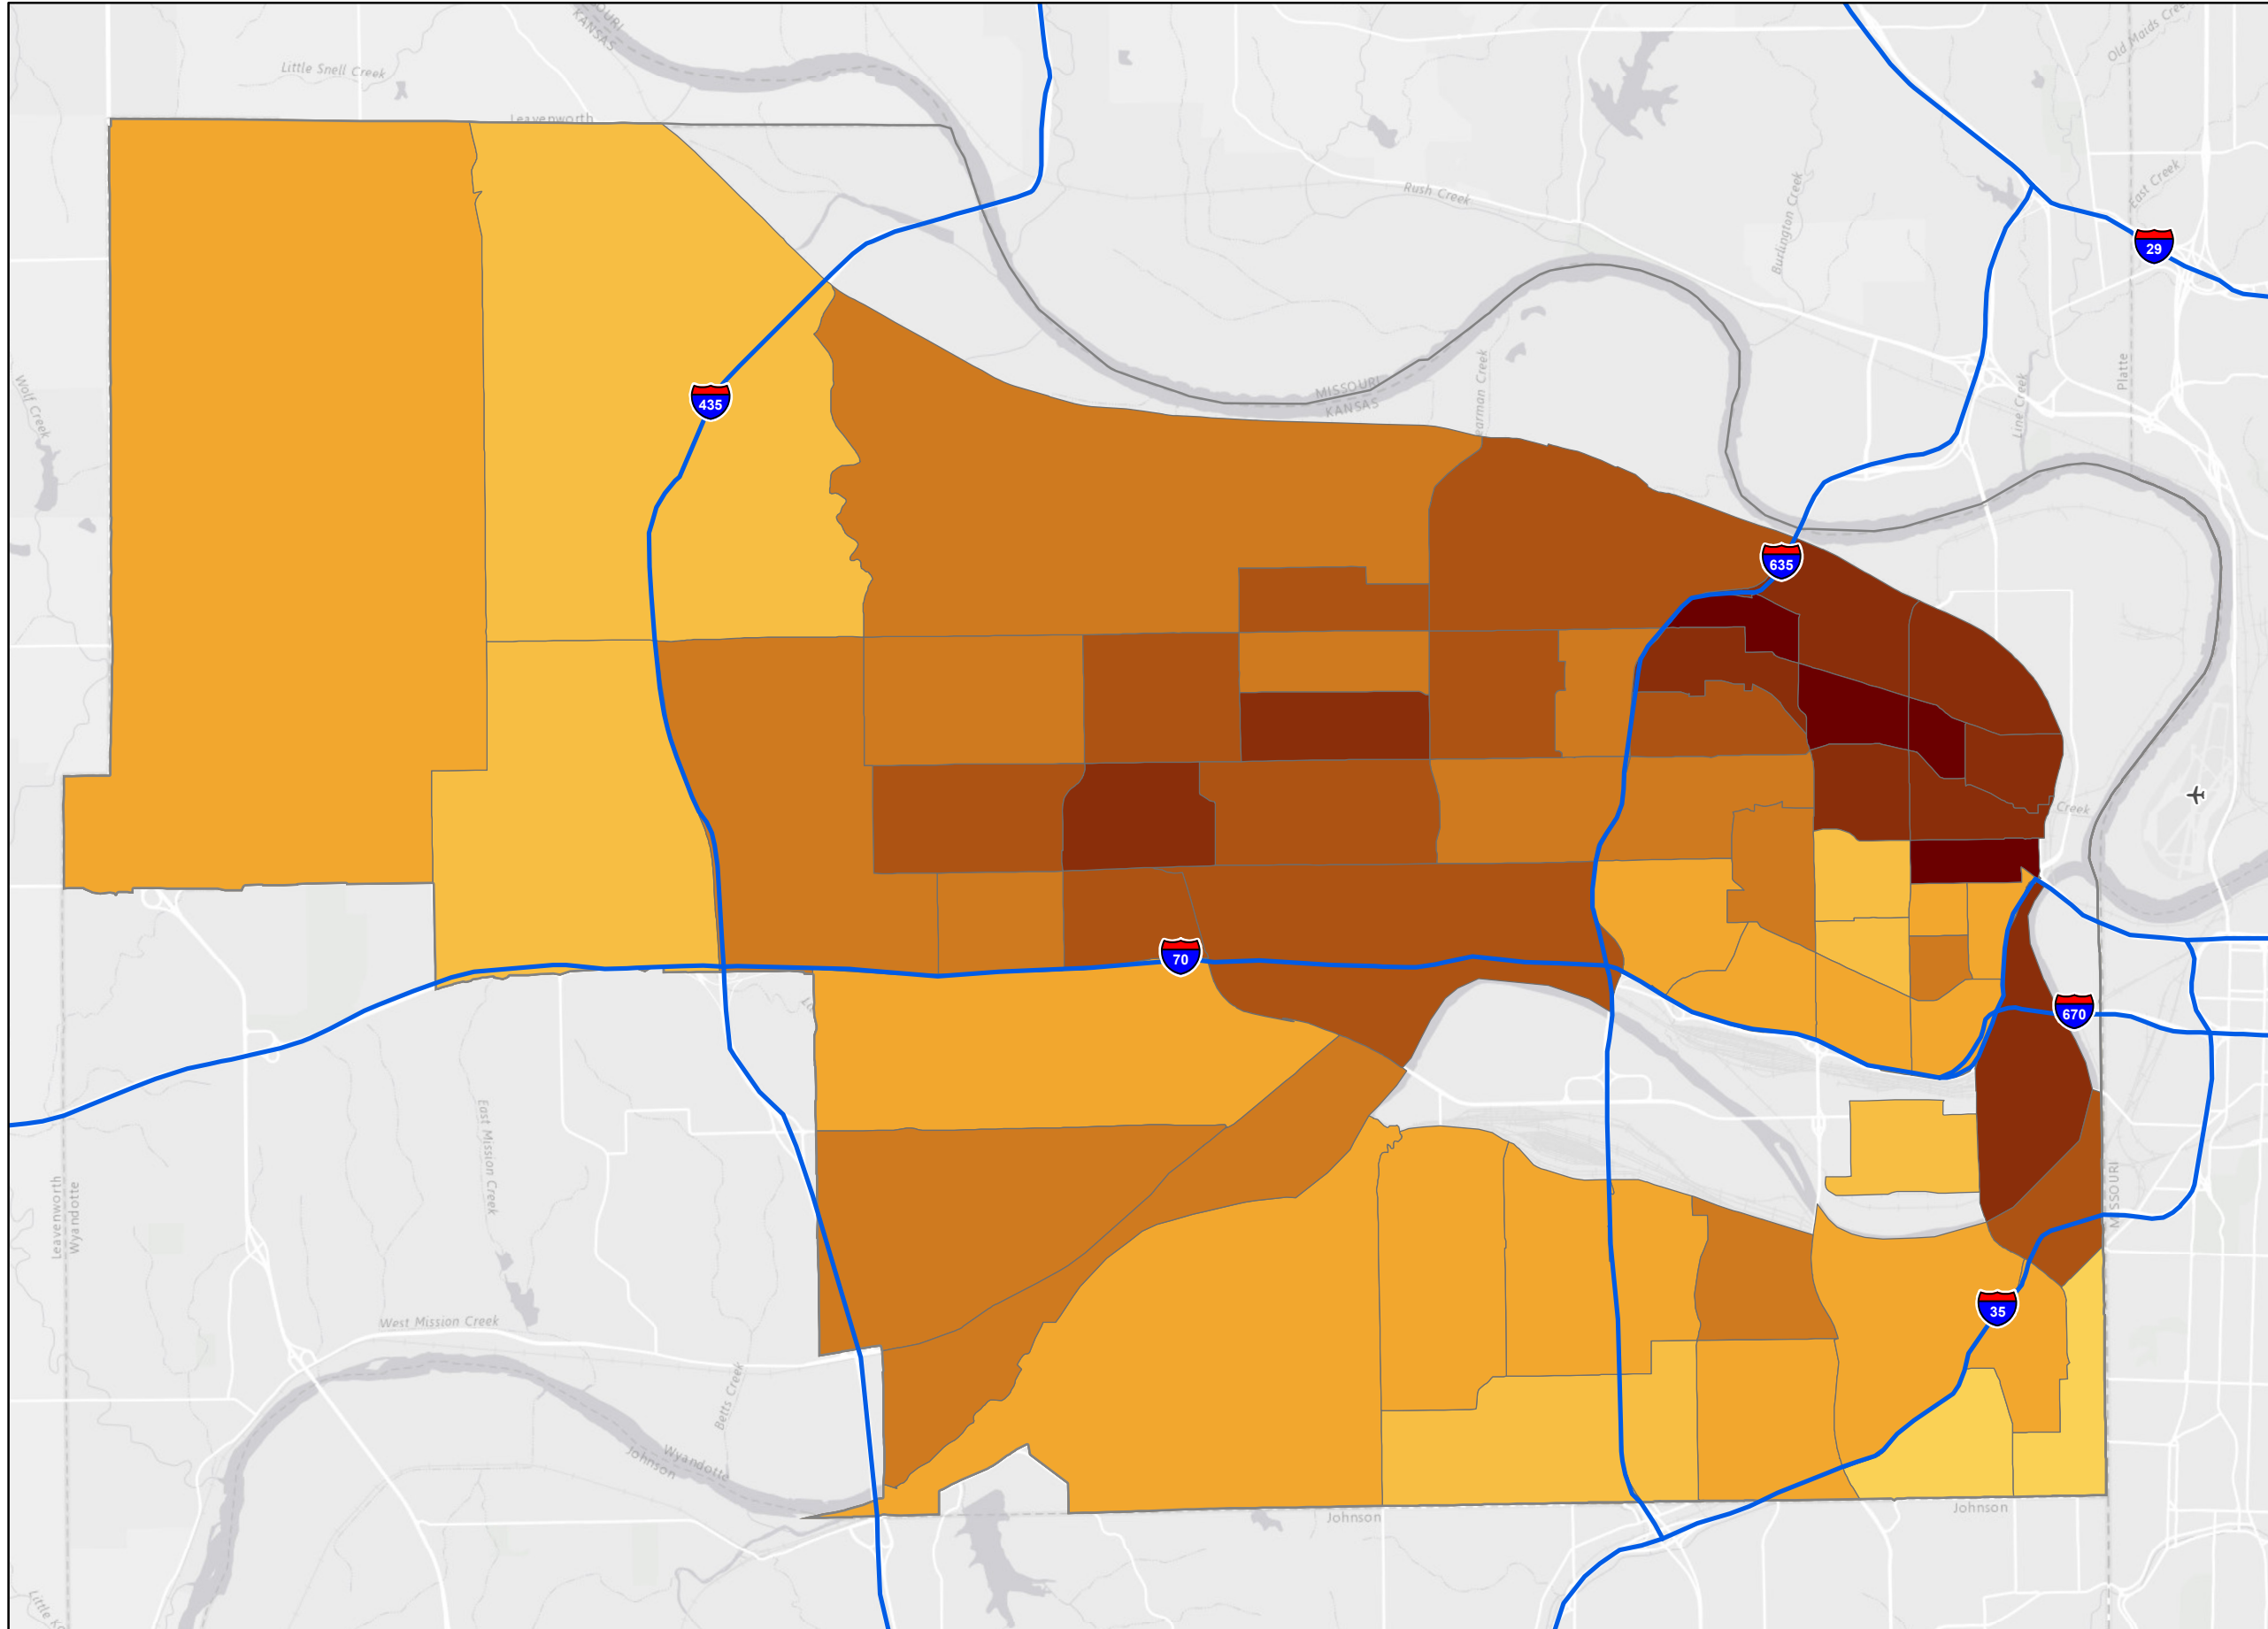 MISSOURI
KANSAS
Little Snell Creek
Leavenworth
Old Maids Creek
East Creek
Rush Creek
Burlington Creek
29
Platte
Line Creek
MISSOURI
KANSAS
earman Creek
Wolf Creek
435
635
Creek
70
670
East Mission Creek
Leavenworth
Wyandotte
MISSOURI
35
West Mission Creek
Betts Creek
Wyandotte
Johnson
Johnson
Johnson